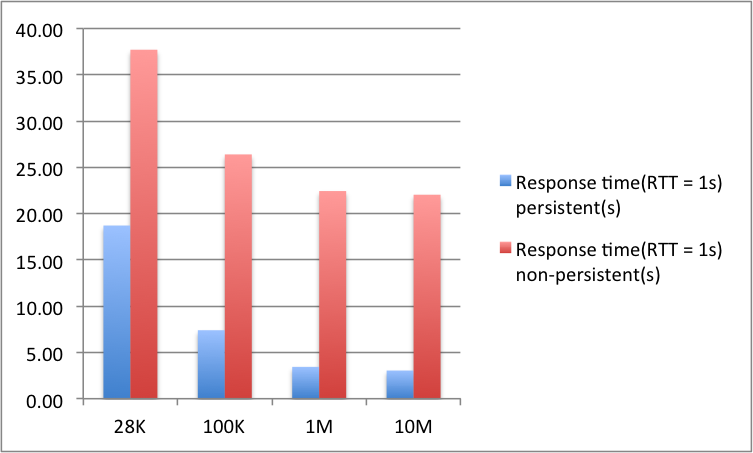 40.00
35.00
30.00
25.00
20.00
15.00
10.00
5.00
0.00
28K
100K
1M
10M
Response time(RTT = 1s)
persistent(s)
Response time(RTT = 1s)
non-persistent(s)